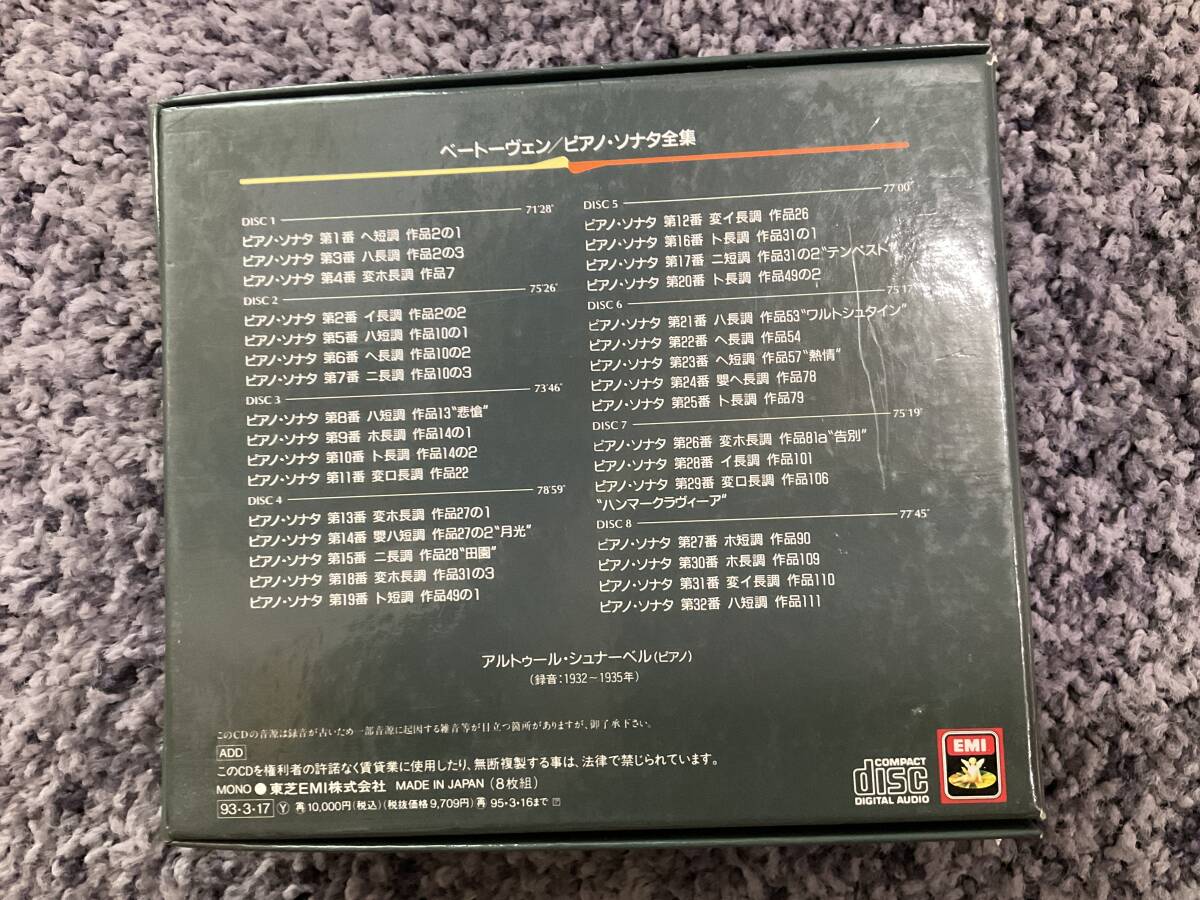 ベートーヴェン/ピアノ・ソナタ全集
DISC 1 71'28"
ピアノ・ソナタ 第1番 ヘ短調 作品2の1
ピアノ・ソナタ 第3番 ハ長調 作品2の3
ピアノ・ソナタ 第4番 変ホ長調 作品7
DISC 2 75'26"
ピアノ・ソナタ 第2番 イ長調 作品2の2
ピアノ・ソナタ 第5番 ハ短調 作品10の1
ピアノ・ソナタ 第6番 ヘ長調 作品10の2
ピアノ・ソナタ 第7番 ニ長調 作品10の3
DISC 3 73'46"
ピアノ・ソナタ 第8番 ハ短調 作品13"悲愴"
ピアノ・ソナタ 第9番 ホ長調 作品14の1
ピアノ・ソナタ 第10番 ト長調 作品14の2
ピアノ・ソナタ 第11番 変ロ長調 作品22
DISC 4 78'59"
ピアノ・ソナタ 第13番 変ホ長調 作品27の1
ピアノ・ソナタ 第14番 嬰ハ短調 作品27の2"月光"
ピアノ・ソナタ 第15番 ニ長調 作品28"田園"
ピアノ・ソナタ 第18番 変ホ長調 作品31の3
ピアノ・ソナタ 第19番 ト短調 作品49の1
DISC 5 77'00"
ピアノ・ソナタ 第12番 変イ長調 作品26
ピアノ・ソナタ 第16番 ト長調 作品31の1
ピアノ・ソナタ 第17番 ニ短調 作品31の2"テンペスト"
ピアノ・ソナタ 第20番 ト長調 作品49の2
DISC 6 75'17"
ピアノ・ソナタ 第21番 ハ長調 作品53"ワルトシュタイン"
ピアノ・ソナタ 第22番 ヘ長調 作品54
ピアノ・ソナタ 第23番 ヘ短調 作品57"熱情"
ピアノ・ソナタ 第24番 嬰ヘ長調 作品78
ピアノ・ソナタ 第25番 ト長調 作品79
DISC 7 75'19"
ピアノ・ソナタ 第26番 変ホ長調 作品81a"告別"
ピアノ・ソナタ 第28番 イ長調 作品101
ピアノ・ソナタ 第29番 変ロ長調 作品106
"ハンマークラヴィーア"
DISC 8 77'45"
ピアノ・ソナタ 第27番 ホ短調 作品90
ピアノ・ソナタ 第30番 ホ長調 作品109
ピアノ・ソナタ 第31番 変イ長調 作品110
ピアノ・ソナタ 第32番 ハ短調 作品111
アルトゥール・シュナーベル(ピアノ)
(録音:1932~1935年)
このCDの音源は録音が古いため一部音源に起因する雑音等が目立つ箇所がありますが、御了承下さい。
ADD
このCDを権利者の許諾なく賃貸業に使用したり、無断複製する事は、法律で禁じられています。
MONO ●東芝EMI株式会社 MADE IN JAPAN (8枚組)
93・3・17 Ⓨ 再10,000円(税込)(税抜価格9,709円) 再 95・3・16まで
COMPACT
disc
DIGITAL AUDIO
EMI